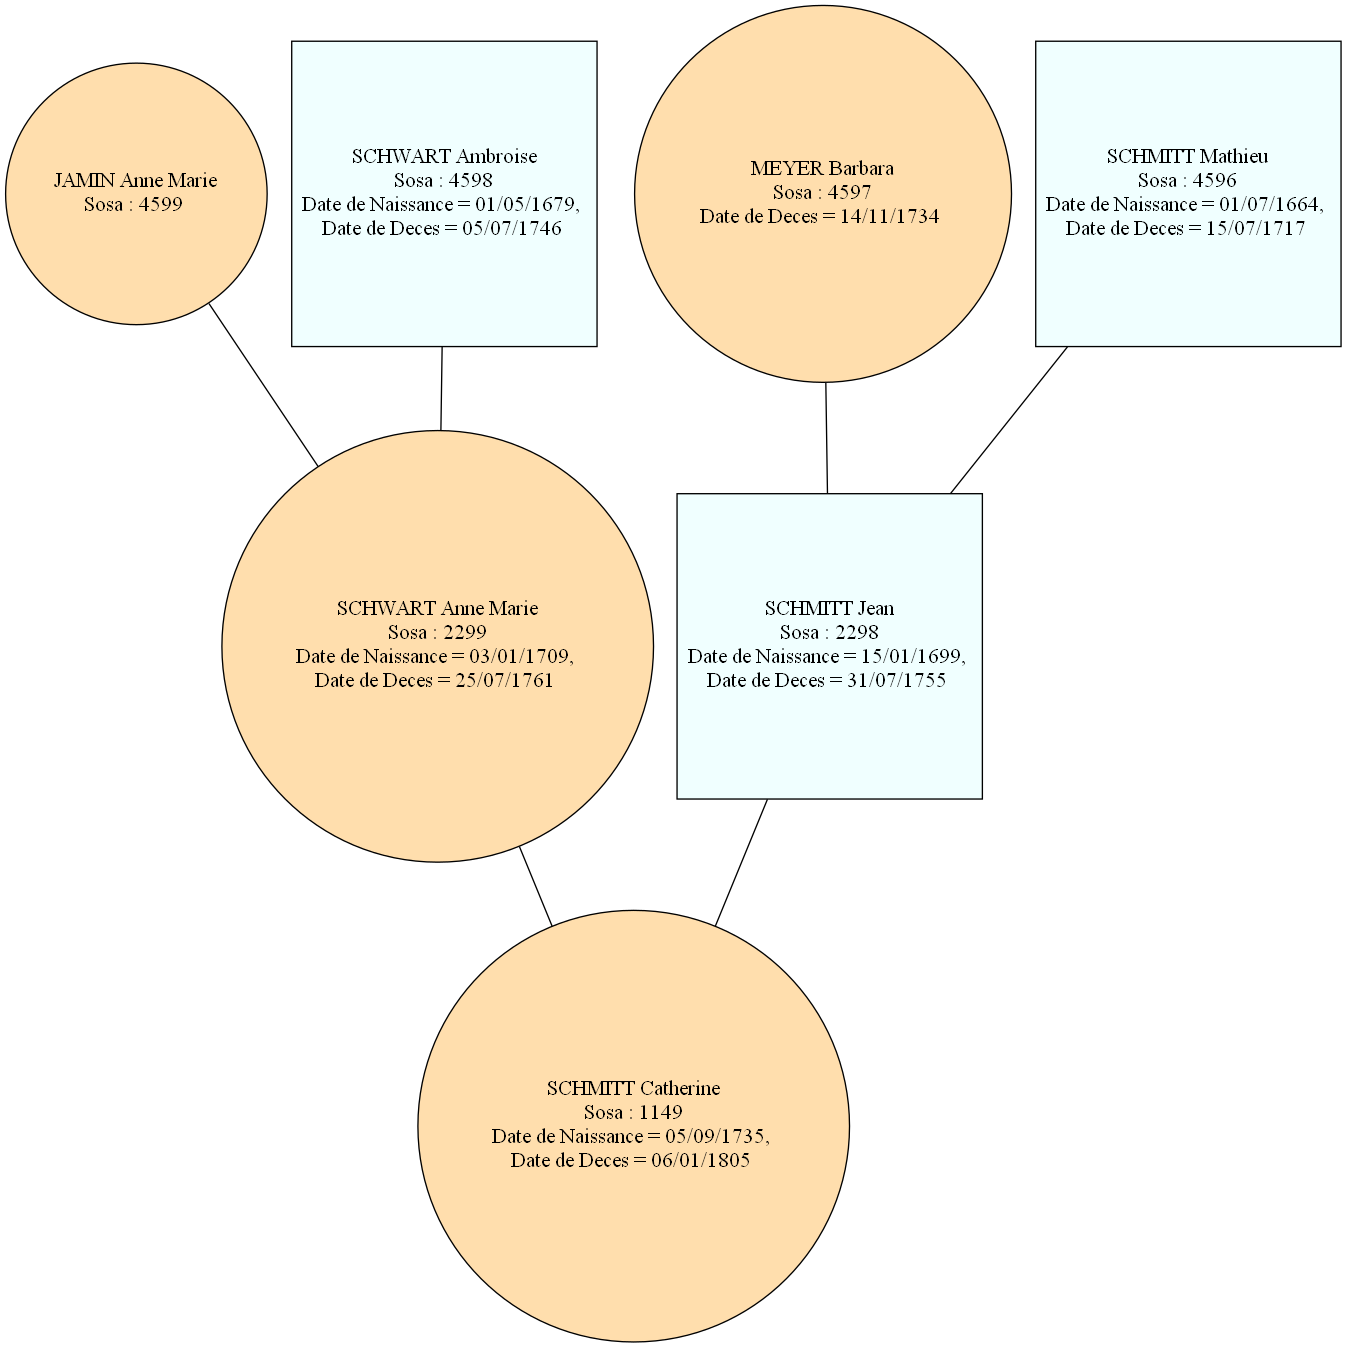 JAMIN Anne Marie
Sosa : 4599
SCHWART Ambroise
Sosa : 4598
Date de Naissance = 01/05/1679,
Date de Deces = 05/07/1746
MEYER Barbara
Sosa : 4597
Date de Deces = 14/11/1734
SCHMITT Mathieu
Sosa : 4596
Date de Naissance = 01/07/1664,
Date de Deces = 15/07/1717
SCHWART Anne Marie
Sosa : 2299
Date de Naissance = 03/01/1709,
Date de Deces = 25/07/1761
SCHMITT Jean
Sosa : 2298
Date de Naissance = 15/01/1699,
Date de Deces = 31/07/1755
SCHMITT Catherine
Sosa : 1149
Date de Naissance = 05/09/1735,
Date de Deces = 06/01/1805